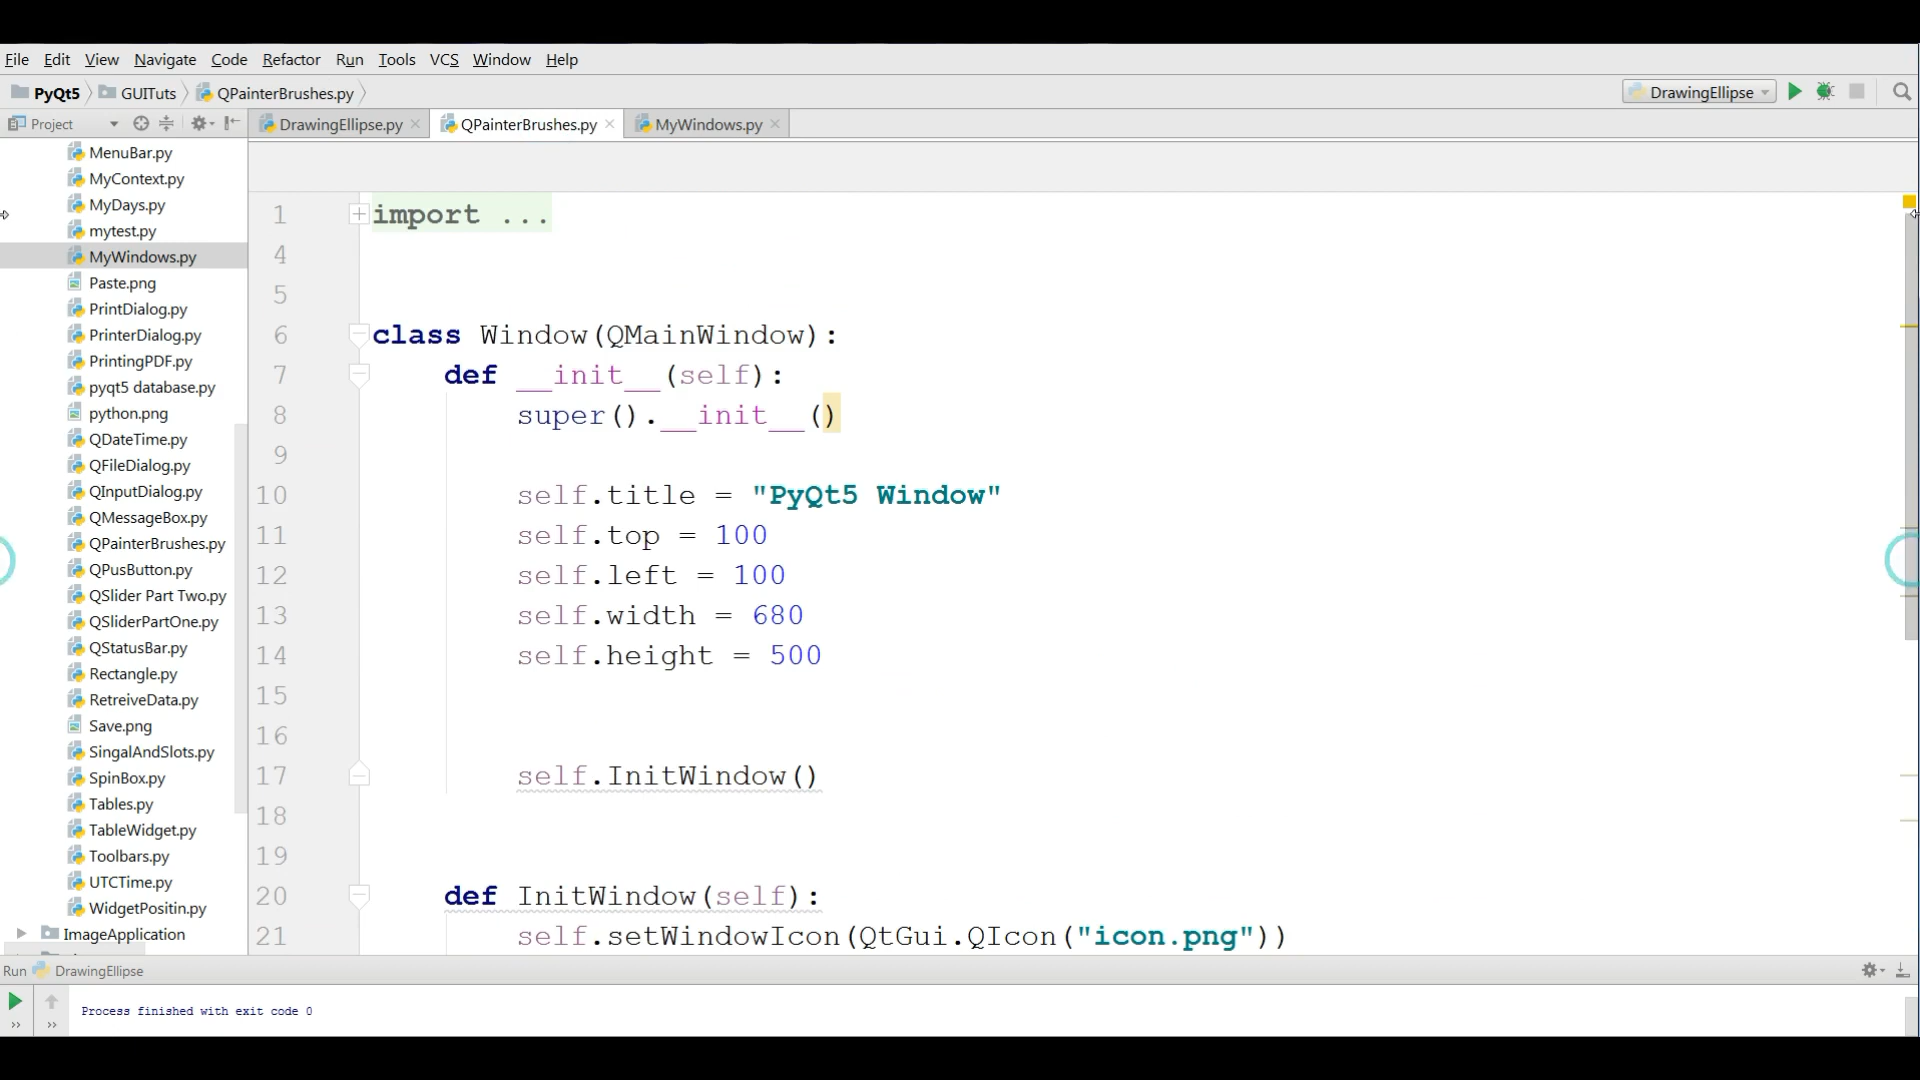 File Edit View Navigate Code Refactor Run Tools VCS Window Help
PyQt5 GUITuts QPainterBrushes.py DrawingEllipse
Project DrawingEllipse.py QPainterBrushes.py MyWindows.py
MenuBar.py
MyContext.py
MyDays.py
mytest.py
MyWindows.py
Paste.png
PrintDialog.py
PrinterDialog.py
PrintingPDF.py
pyqt5 database.py
python.png
QDateTime.py
QFileDialog.py
QInputDialog.py
QMessageBox.py
QPainterBrushes.py
QPusButton.py
QSlider Part Two.py
QSliderPartOne.py
QStatusBar.py
Rectangle.py
RetreiveData.py
Save.png
SingalAndSlots.py
SpinBox.py
Tables.py
TableWidget.py
Toolbars.py
UTCTime.py
WidgetPositin.py
ImageApplication
1 import ...
4
5
6 class Window(QMainWindow):
7 def __init__(self):
8 super().__init__()
9
10 self.title = "PyQt5 Window"
11 self.top = 100
12 self.left = 100
13 self.width = 680
14 self.height = 500
15
16
17 self.InitWindow()
18
19
20 def InitWindow(self):
21 self.setWindowIcon(QtGui.QIcon("icon.png"))
Run DrawingEllipse
Process finished with exit code 0